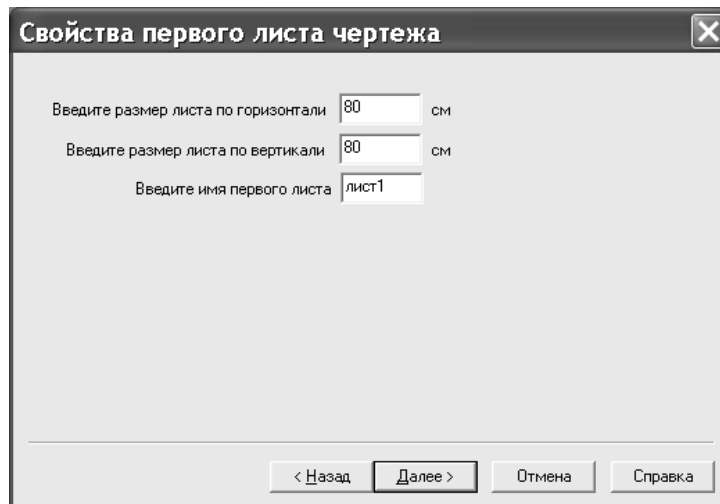 Свойства первого листа чертежа
Введите размер листа по горизонтали 80 см
Введите размер листа по вертикали 80 см
Введите имя первого листа лист1
< Назад Далее > Отмена Справка